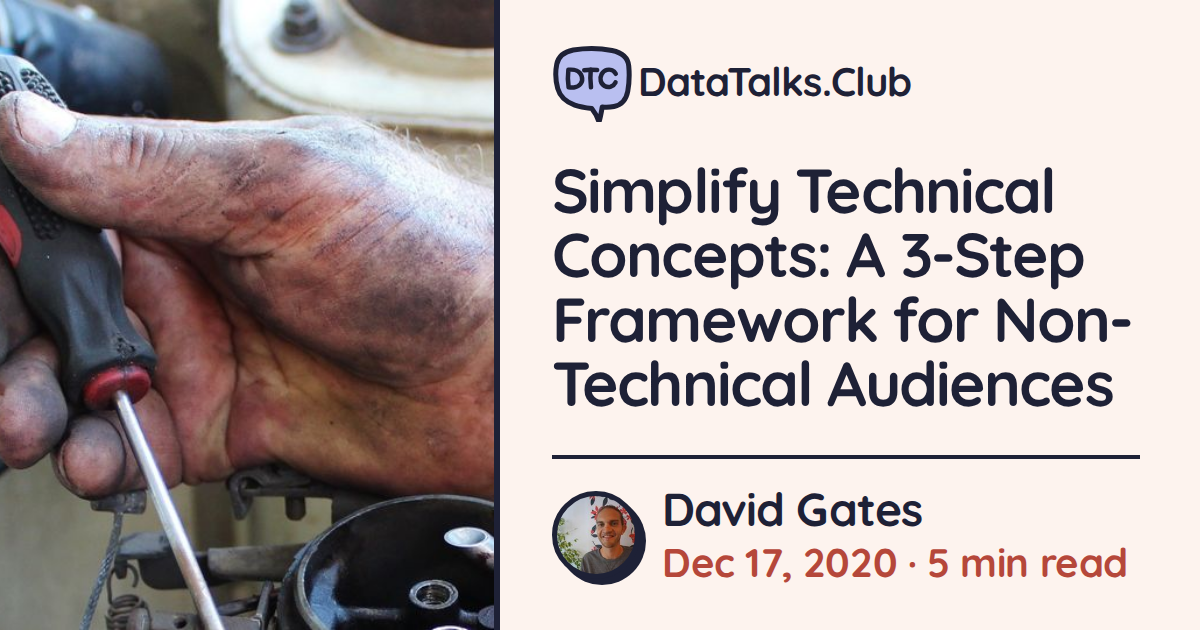 DTC DataTalks.Club
Simplify Technical
Concepts: A 3-Step
Framework for Non-
Technical Audiences
David Gates
Dec 17, 2020 · 5 min read